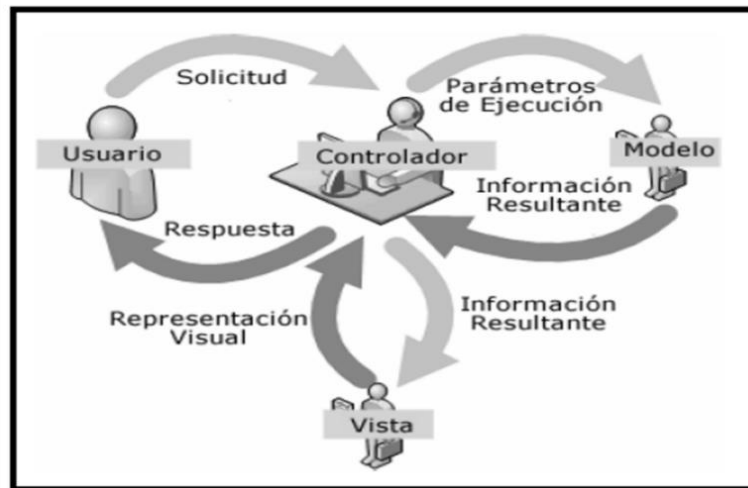 Solicitud
Parámetros
de Ejecución
Usuario
Controlador
Modelo
Información
Resultante
Respuesta
Representación
Visual
Información
Resultante
Vista